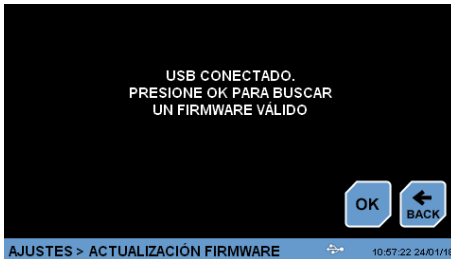 USB CONECTADO.
PRESIONE OK PARA BUSCAR
UN FIRMWARE VÁLIDO
OK
BACK
AJUSTES > ACTUALIZACIÓN FIRMWARE
10:57:22 24/01/18